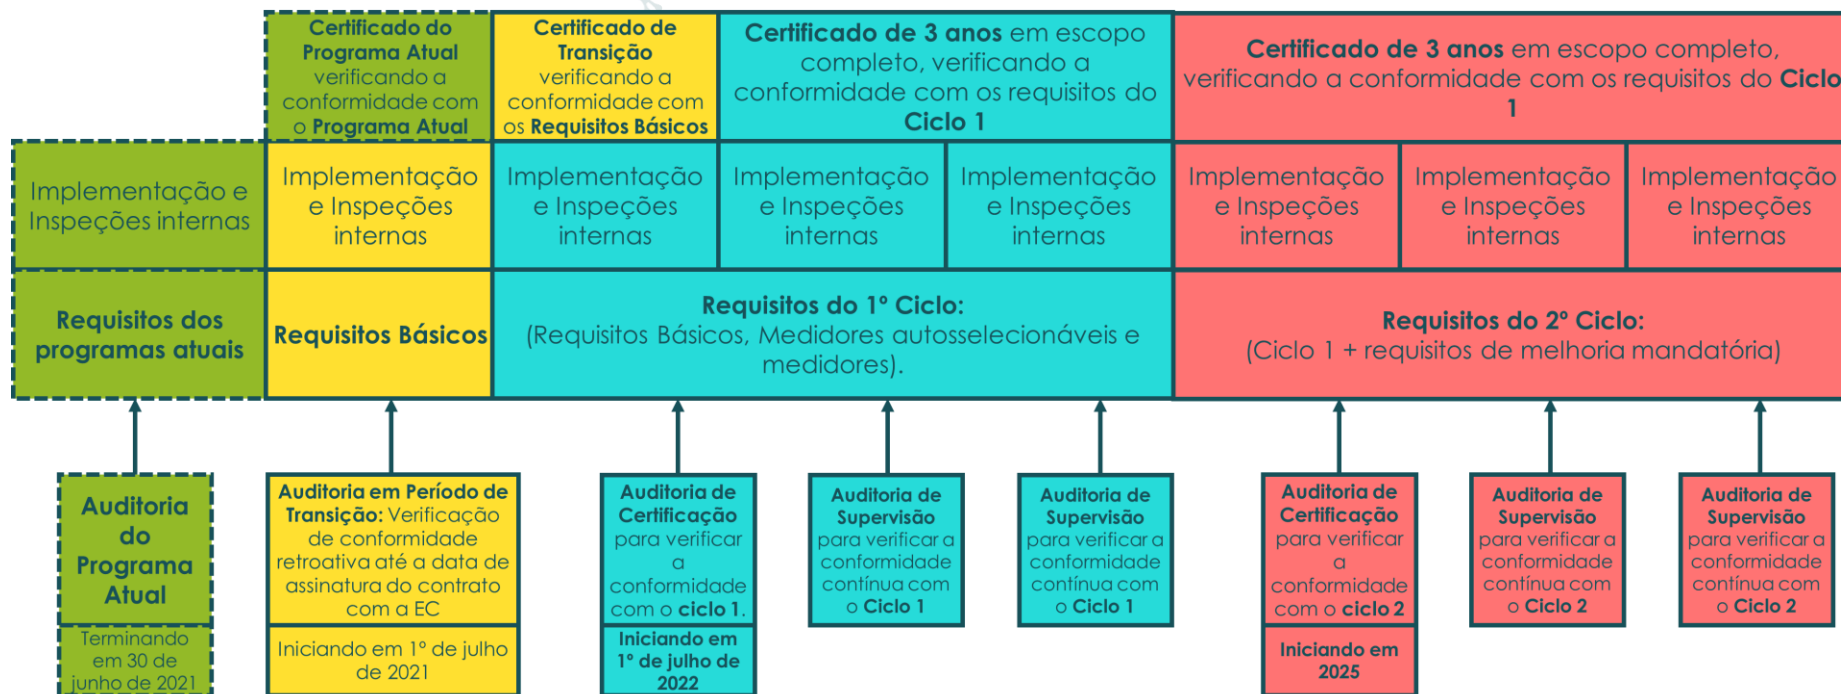 Certificado do
Programa Atual
verificando a
conformidade com
o Programa Atual
Certificado de
Transição
verificando a
conformidade com
os Requisitos Básicos
Certificado de 3 anos em escopo
completo, verificando a
conformidade com os requisitos do
Ciclo 1
Certificado de 3 anos em escopo completo,
verificando a conformidade com os requisitos do Ciclo
1
Implementação e
Inspeções internas
Implementação
e Inspeções
internas
Implementação
e Inspeções
internas
Implementação
e Inspeções
internas
Implementação
e Inspeções
internas
Implementação
e Inspeções
internas
Implementação
e Inspeções
internas
Implementação
e Inspeções
internas
Requisitos dos
programas atuais
Requisitos Básicos
Requisitos do 1º Ciclo:
(Requisitos Básicos, Medidores autosselecionáveis e
medidores).
Requisitos do 2º Ciclo:
(Ciclo 1 + requisitos de melhoria mandatória)
Auditoria
do
Programa
Atual
Terminando
em 30 de
junho de 2021
Auditoria em Período de
Transição: Verificação
de conformidade
retroativa até a data de
assinatura do contrato
com a EC
Iniciando em 1º de julho
de 2021
Auditoria de
Certificação
para verificar
a
conformidade
com o ciclo 1.
Iniciando em
1º de julho de
2022
Auditoria de
Supervisão
para verificar a
conformidade
contínua com
o Ciclo 1
Auditoria de
Supervisão
para verificar a
conformidade
contínua com
o Ciclo 1
Auditoria de
Certificação
para verificar
a
conformidade
com o ciclo 2
Iniciando em
2025
Auditoria de
Supervisão
para verificar a
conformidade
contínua com
o Ciclo 2
Auditoria de
Supervisão
para verificar a
conformidade
contínua com
o Ciclo 2